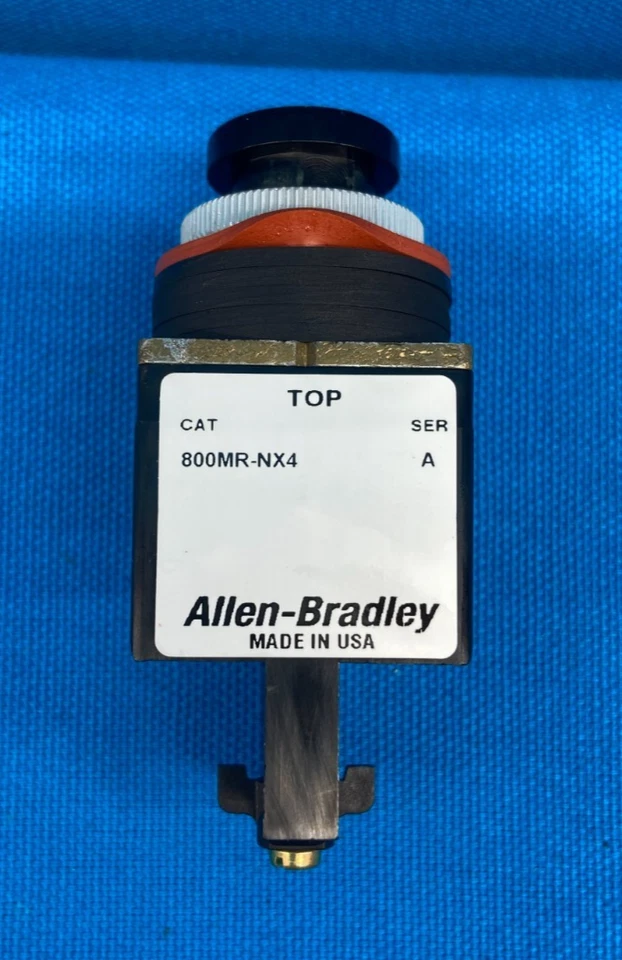 TOP
CAT SER
800MR-NX4 A
Allen-Bradley
MADE IN USA